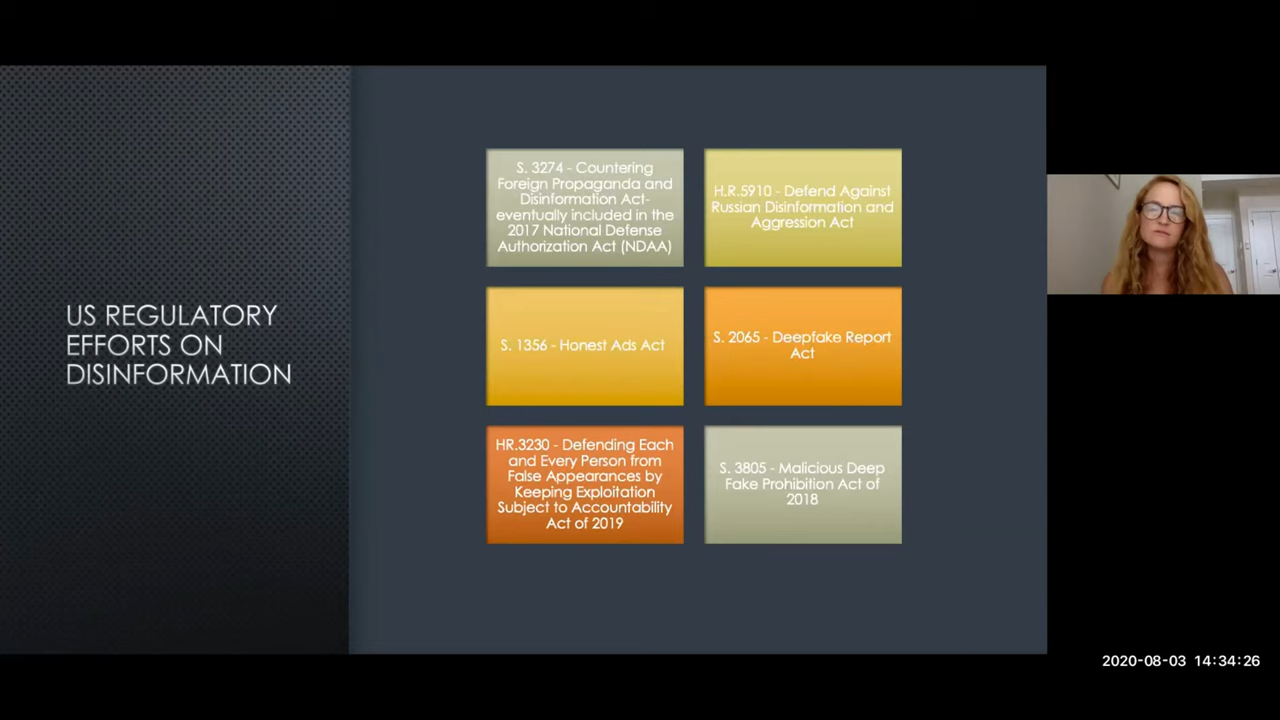 US REGULATORY
EFFORTS ON
DISINFORMATION
S. 3274 - Countering
Foreign Propaganda and
Disinformation Act-
eventually included in the
2017 National Defense
Authorization Act (NDAA)
H.R.5910 - Defend Against
Russian Disinformation and
Aggression Act
S. 1356 - Honest Ads Act
S. 2065 - Deepfake Report
Act
HR.3230 - Defending Each
and Every Person from
False Appearances by
Keeping Exploitation
Subject to Accountability
Act of 2019
S. 3805 - Malicious Deep
Fake Prohibition Act of
2018
2020-08-03 14:34:26